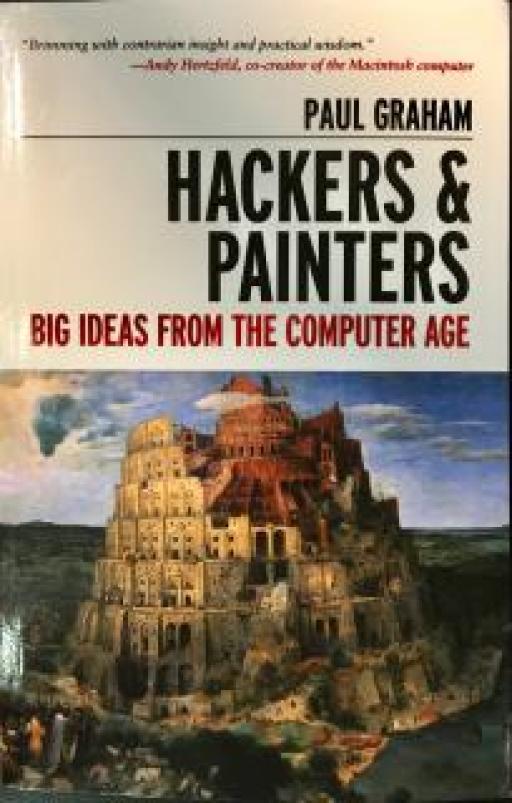 "Brimming with contrarian insight and practical wisdom."
—Andy Hertzfeld, co-creator of the Macintosh computer
PAUL GRAHAM
HACKERS &
PAINTERS
BIG IDEAS FROM THE COMPUTER AGE